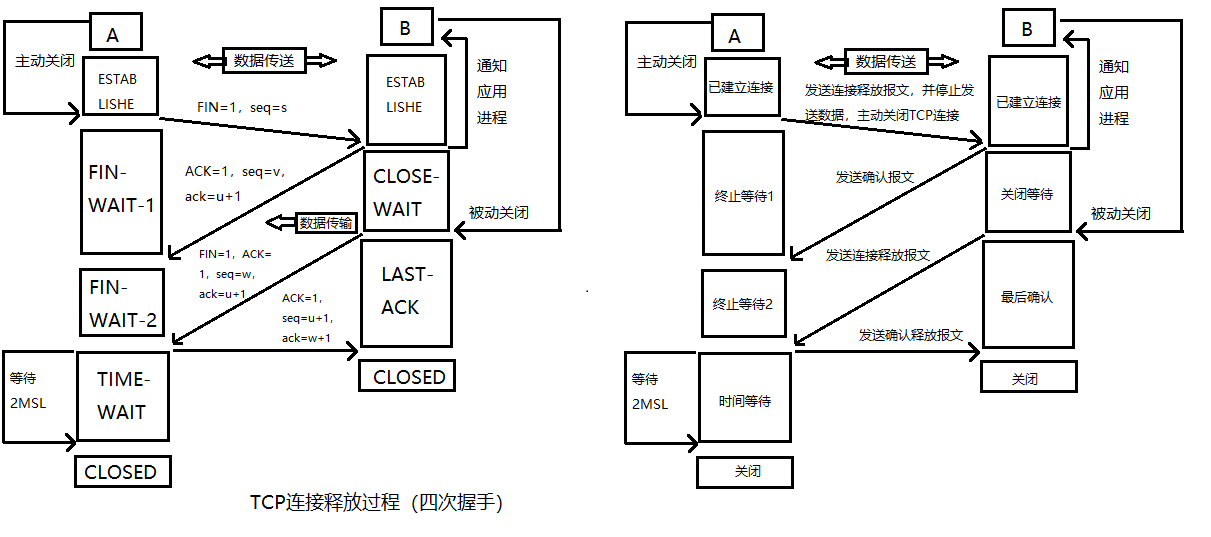 A
B
主动关闭
数据传送
ESTAB
LISHE
ESTAB
LISHE
通知
应用
进程
FIN=1，seq=s
FIN-
WAIT-1
ACK=1，seq=v，
ack=u+1
CLOSE-
WAIT
数据传输
被动关闭
FIN=1，ACK=
1，seq=w，
ack=u+1
FIN-
WAIT-2
LAST-
ACK
ACK=1，
seq=u+1，
ack=w+1
等待
2MSL
TIME-
WAIT
CLOSED
CLOSED
TCP连接释放过程（四次握手）
A
B
主动关闭
数据传送
已建立连接
发送连接释放报文，并停止发
送数据，主动关闭TCP连接
已建立连接
通知
应用
进程
终止等待1
发送确认报文
关闭等待
被动关闭
发送连接释放报文
终止等待2
最后确认
发送确认释放报文
等待
2MSL
时间等待
关闭
关闭